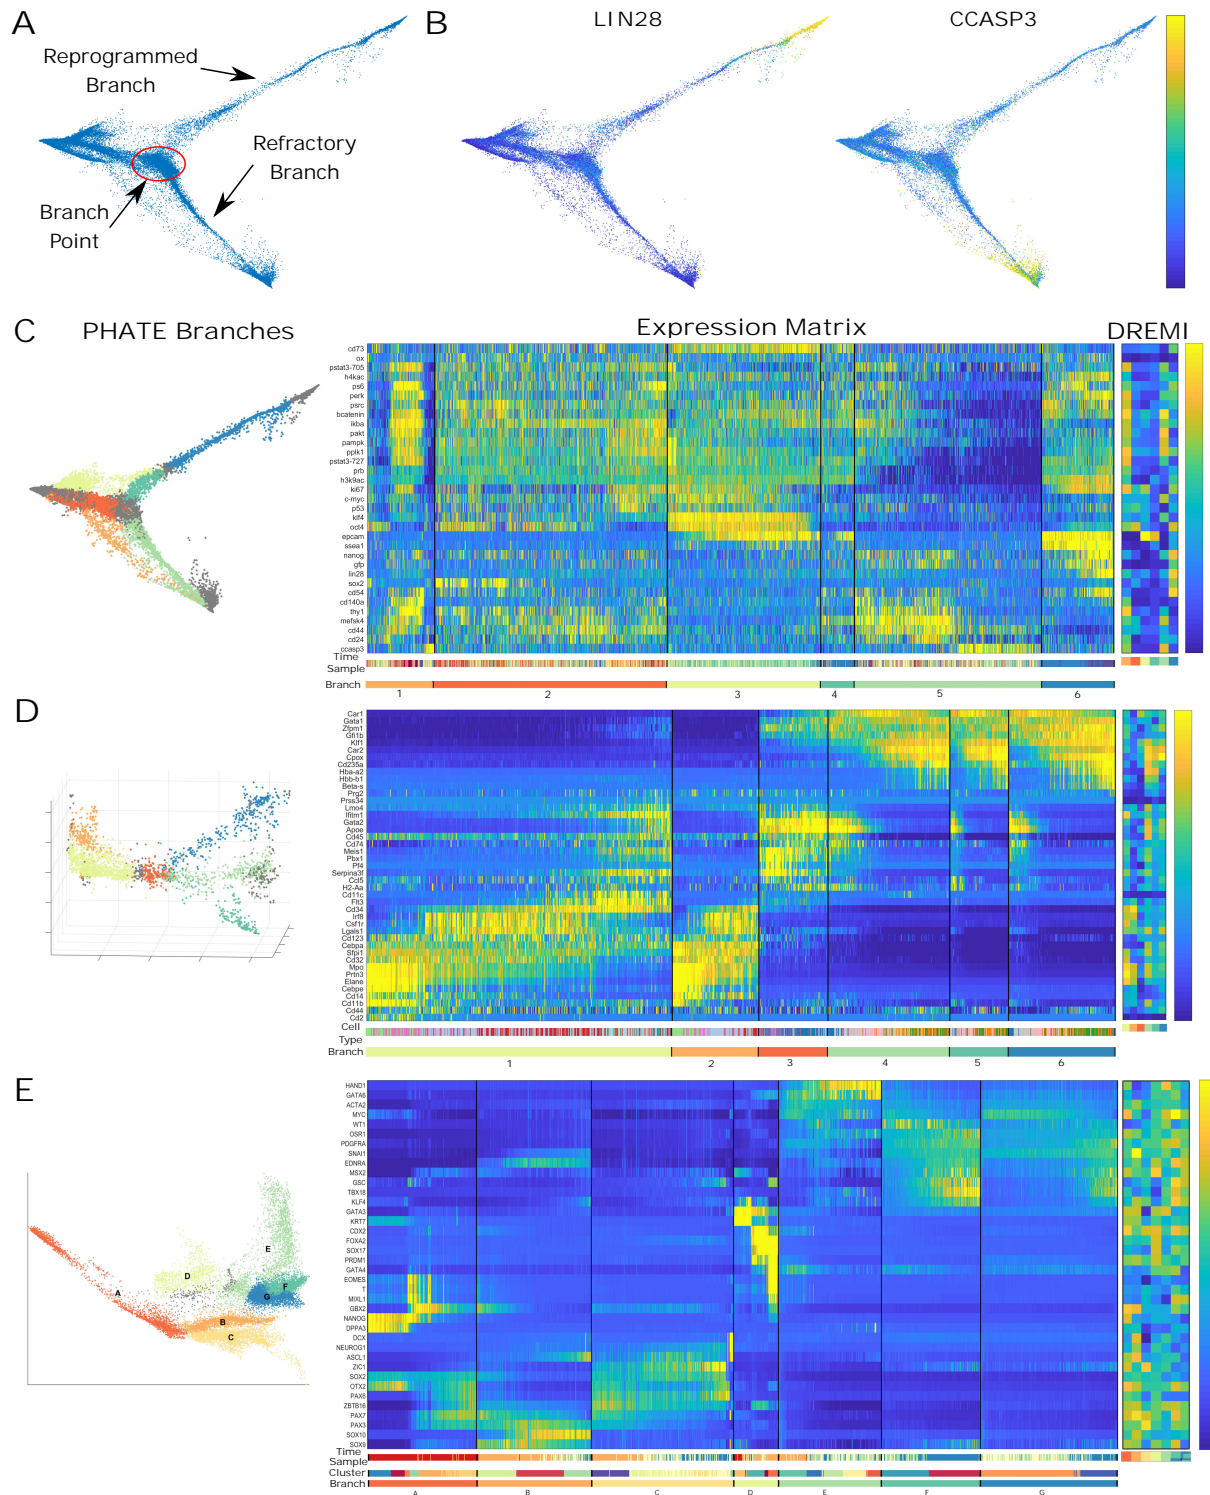 A
Reprogrammed
Branch
Refractory
Branch
Branch
Point
B
LIN28
CCASP3
C
PHATE Branches
Expression Matrix
DREMI
cd73
ox
pstat3-705
h4kac
ps6
perk
psrc
bcatenin
ikba
pakt
pampk
pplk1
pstat3-727
prb
h3k9ac
ki67
c-myc
p53
klf4
oct4
epcam
ssea1
nanog
gfp
lin28
sox2
cd54
cd140a
thy1
mefsk4
cd44
cd24
ccasp3
Time
Sample
Branch
1 2 3 4 5 6
D
Car1
Gata1
Zfpm1
Gfi1b
Klf1
Car2
Cpox
Cd235a
Hba-a2
Hbb-b1
Beta-s
Prg2
Prss34
Lmo4
Ifitm1
Gata2
Apoe
Cd45
Cd74
Meis1
Pbx1
Pf4
Serpina3f
Ccl5
H2-Aa
Cd11c
Flt3
Cd34
Irf8
Csf1r
Lgals1
Cd123
Cebpa
Sfpi1
Cd32
Mpo
Prtn3
Elane
Cebpe
Cd14
Cd11b
Cd44
Cd2
Cell
Type
Branch
1 2 3 4 5 6
E
A
B
C
D
E
F
G
HAND1
GATA6
ACTA2
MYC
WT1
OSR1
PDGFRA
SNAI1
EDNRA
MSX2
GSC
TBX18
KLF4
GATA3
KRT7
CDX2
FOXA2
SOX17
PRDM1
GATA4
EOMES
T
MIXL1
GBX2
NANOG
DPPA3
DCX
NEUROG1
ASCL1
ZIC1
SOX2
OTX2
PAX6
ZBTB16
PAX7
PAX3
SOX10
SOX9
Time
Sample
Cluster
Branch
A B C D E F G